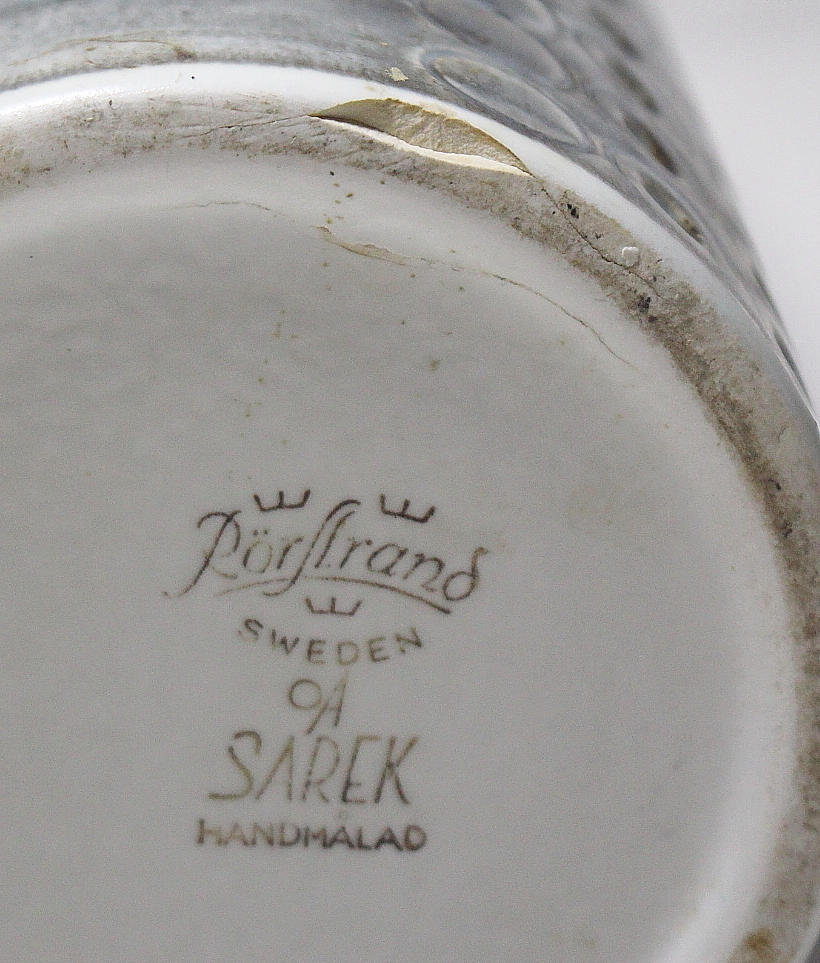 Rörstrand
SWEDEN
OA
SAREK
HANDMÅLAD